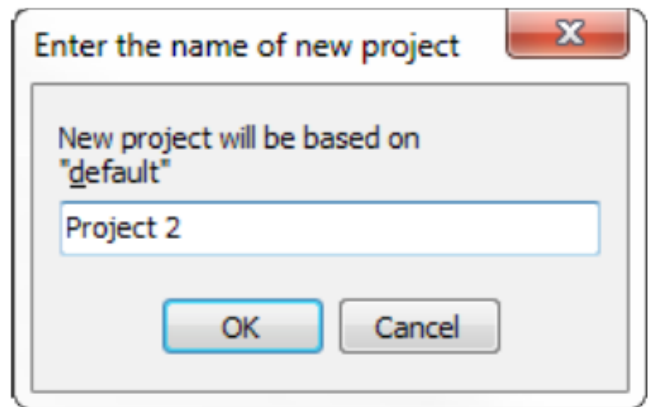 Enter the name of new project
New project will be based on
"default"
Project 2
OK Cancel